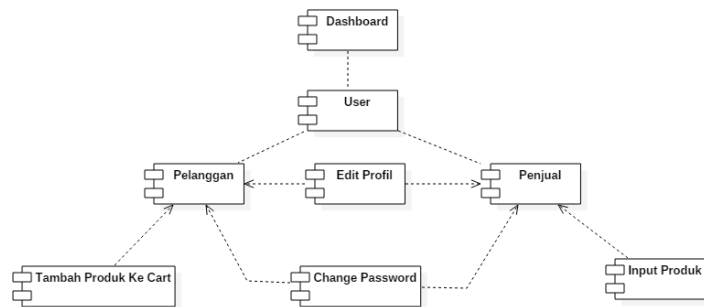 Dashboard
User
Pelanggan
Edit Profil
Penjual
Tambah Produk Ke Cart
Change Password
Input Produk